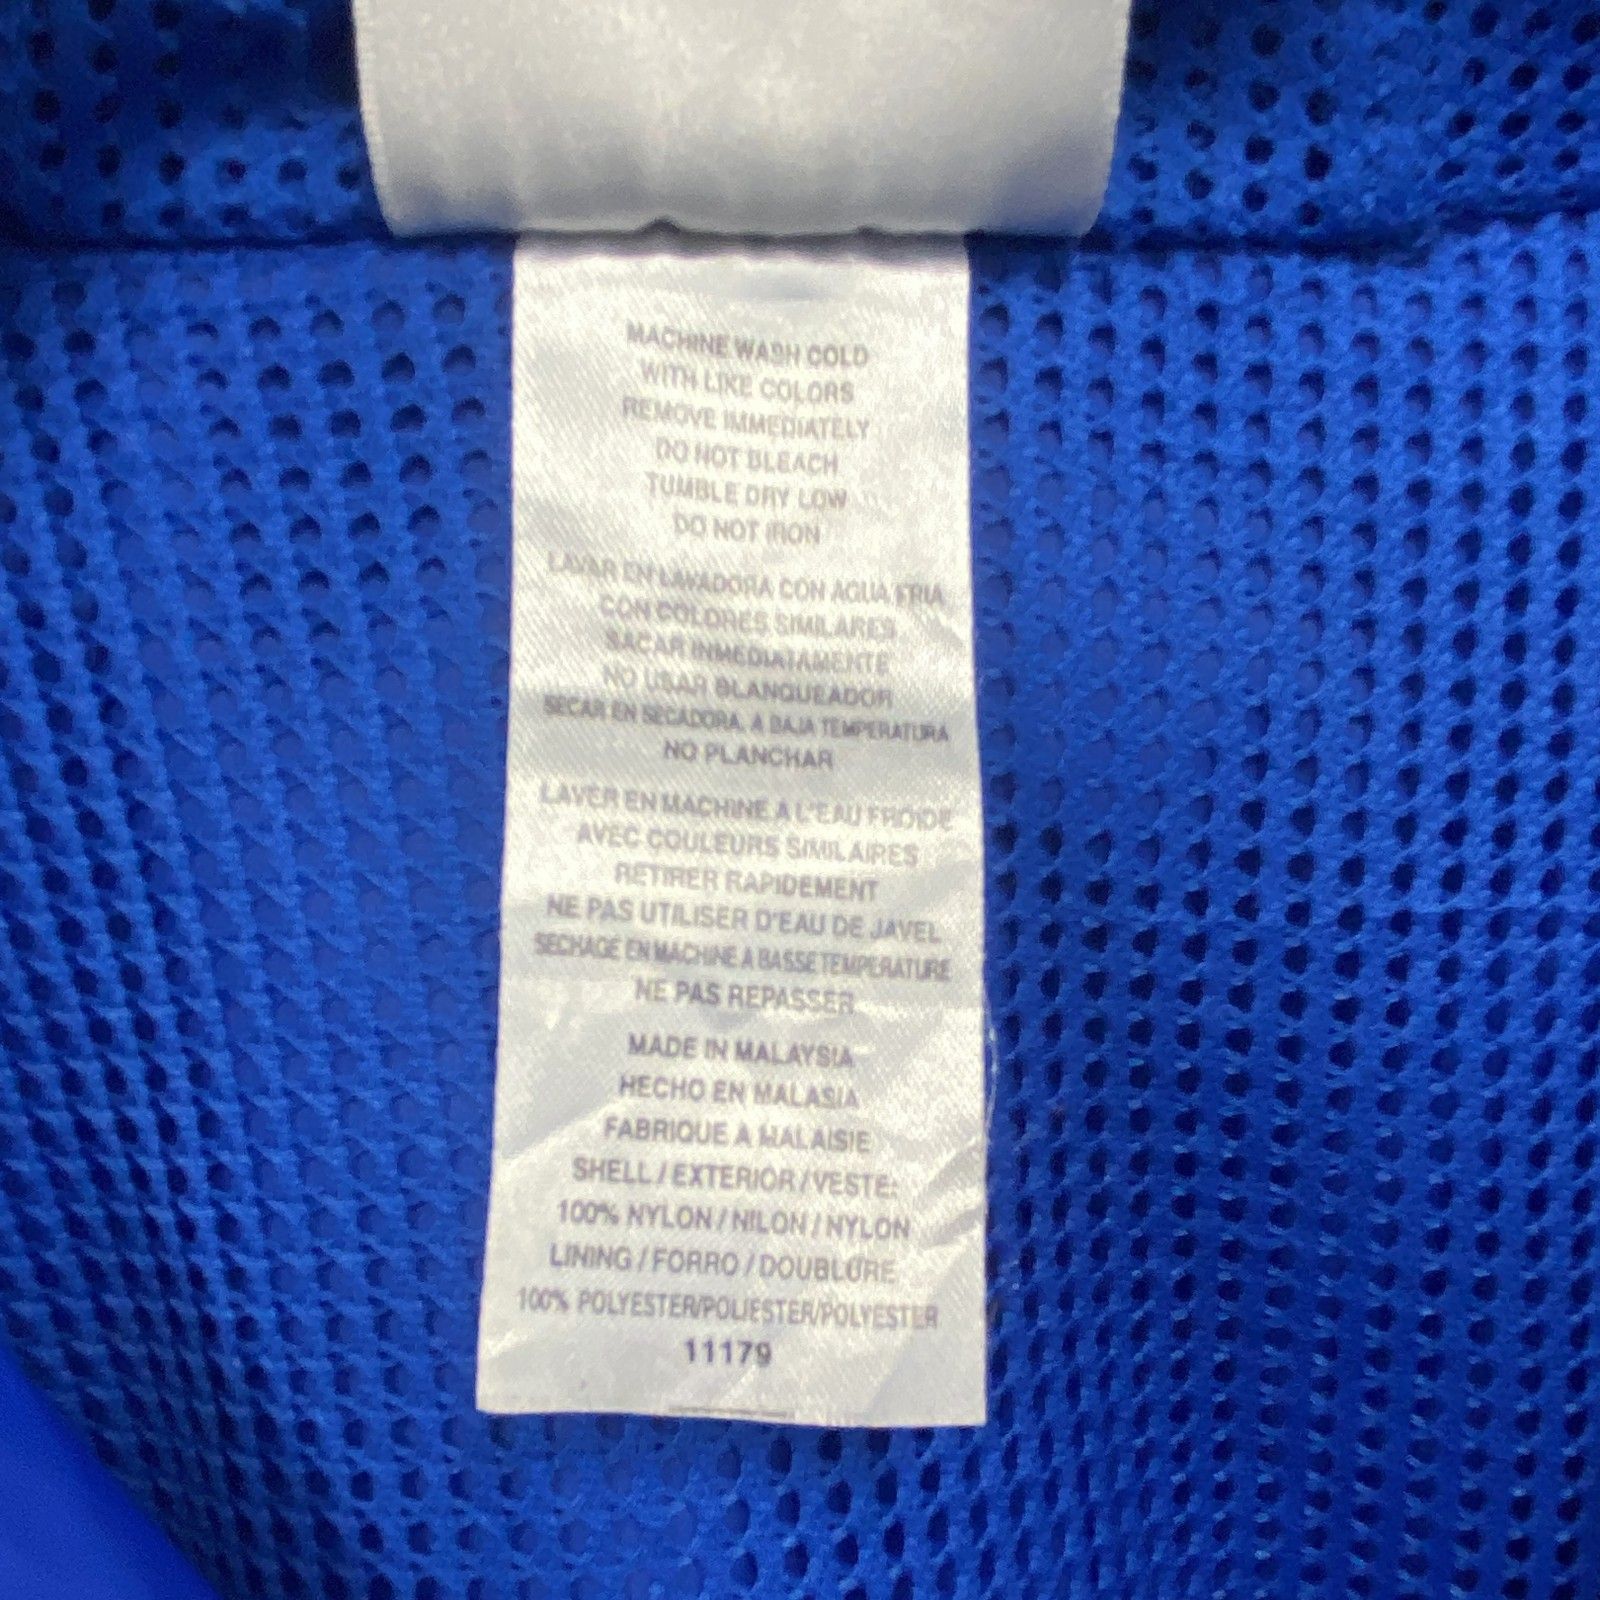 MACHINE WASH COLD
WITH LIKE COLORS
REMOVE IMMEDIATELY
DO NOT BLEACH
TUMBLE DRY LOW
DO NOT IRON
LAVAR EN LAVADORA CON AGUA FRIA
CON COLORES SIMILARES
SACAR INMEDIATAMENTE
NO USAR BLANQUEADOR
SECAR EN SECADORA, A BAJA TEMPERATURA
NO PLANCHAR
LAVER EN MACHINE A L'EAU FROIDE
AVEC COULEURS SIMILAIRES
RETIRER RAPIDEMENT
NE PAS UTILISER D'EAU DE JAVEL
SECHAGE EN MACHINE A BASSE TEMPERATURE
NE PAS REPASSER
MADE IN MALAYSIA
HECHO EN MALASIA
FABRIQUE A MALAISIE
SHELL / EXTERIOR / VESTE:
100% NYLON / NILON / NYLON
LINING / FORRO / DOUBLURE
100% POLYESTER/POLIESTER/POLYESTER
11179